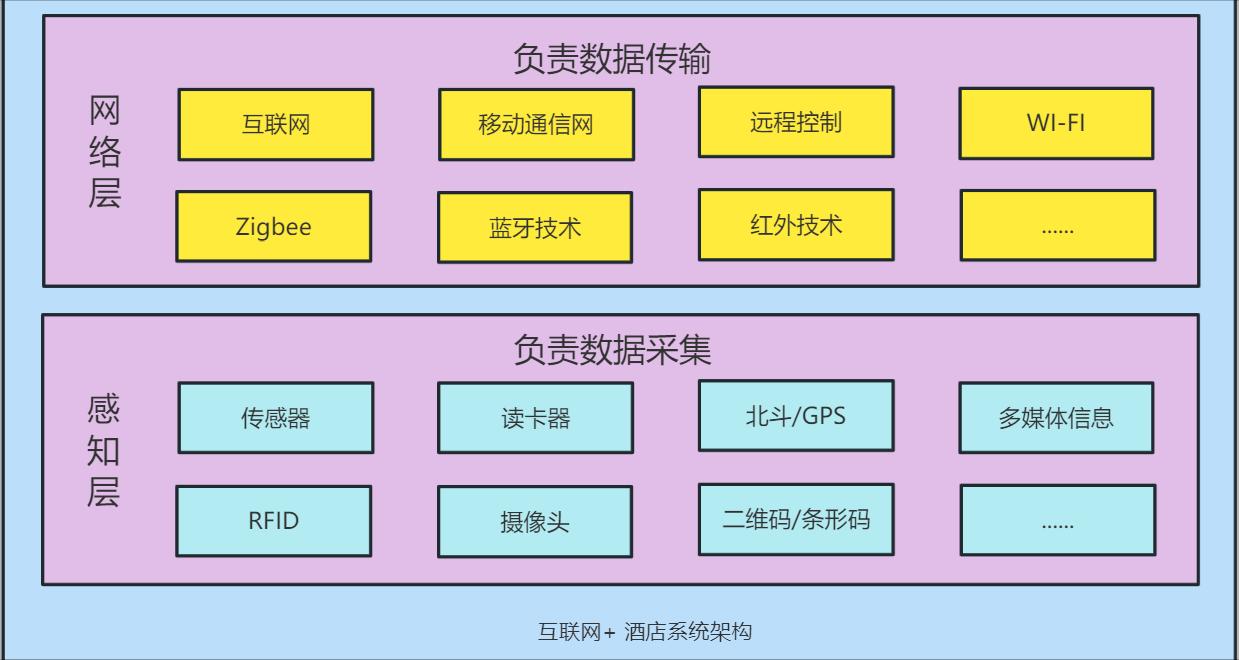 负责数据传输
网络层
互联网
移动通信网
远程控制
WI-FI
Zigbee
蓝牙技术
红外技术
......
负责数据采集
感知层
传感器
读卡器
北斗/GPS
多媒体信息
RFID
摄像头
二维码/条形码
......
互联网+ 酒店系统架构